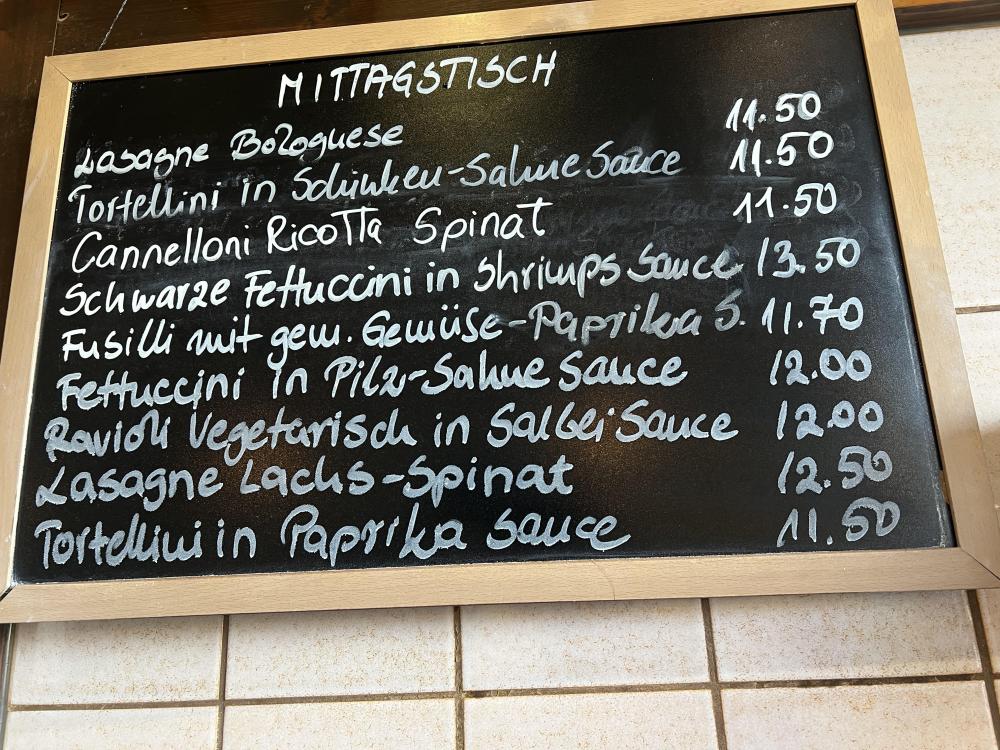 MITTAGSTISCH
Lasagne Bolognese 11.50
Tortellini in Schinken-Sahne Sauce 11.50
Cannelloni Ricotta Spinat 11.50
Schwarze Fettuccini in Shrimps Sauce 13.50
Fusilli mit gem. Gemüse-Paprika S. 11.70
Fettuccini in Pilz-Sahne Sauce 12.00
Ravioli Vegetarisch in Salbei Sauce 12.00
Lasagne Lachs-Spinat 12.50
Tortellini in Paprika Sauce 11.50